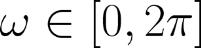 ω ∈ [0, 2π]